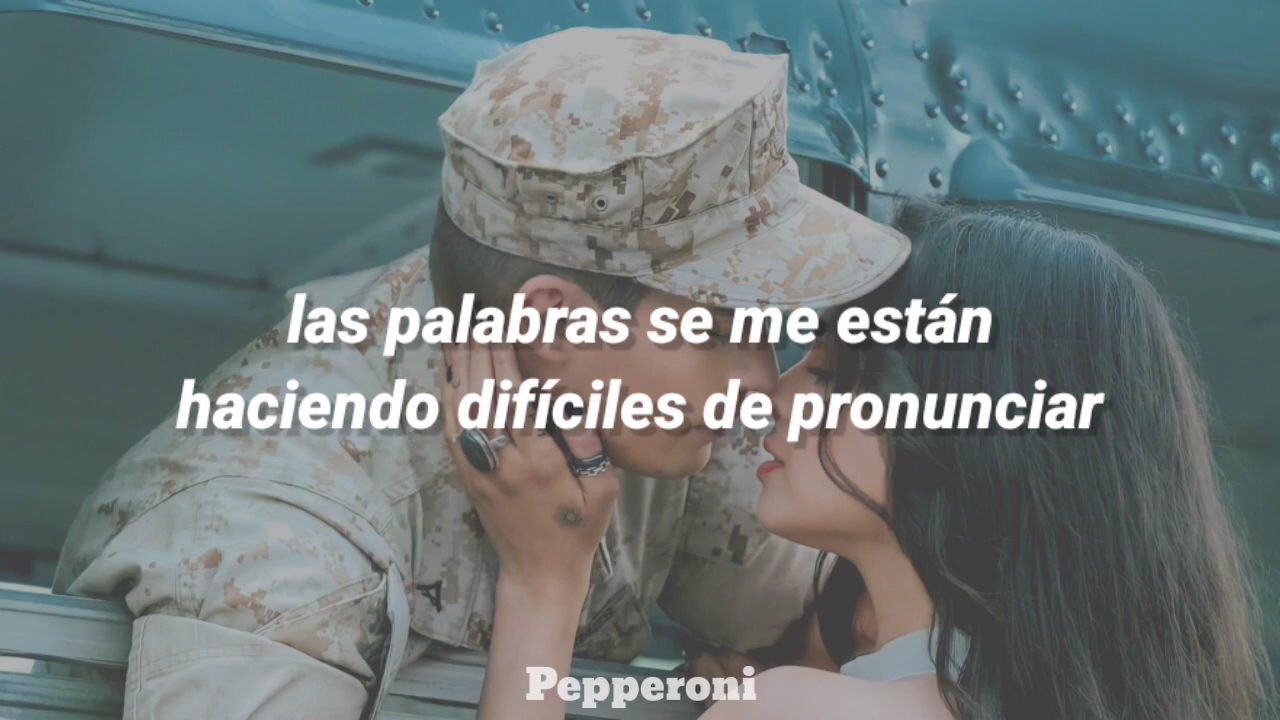 las palabras se me están
haciendo difíciles de pronunciar
Pepperoni